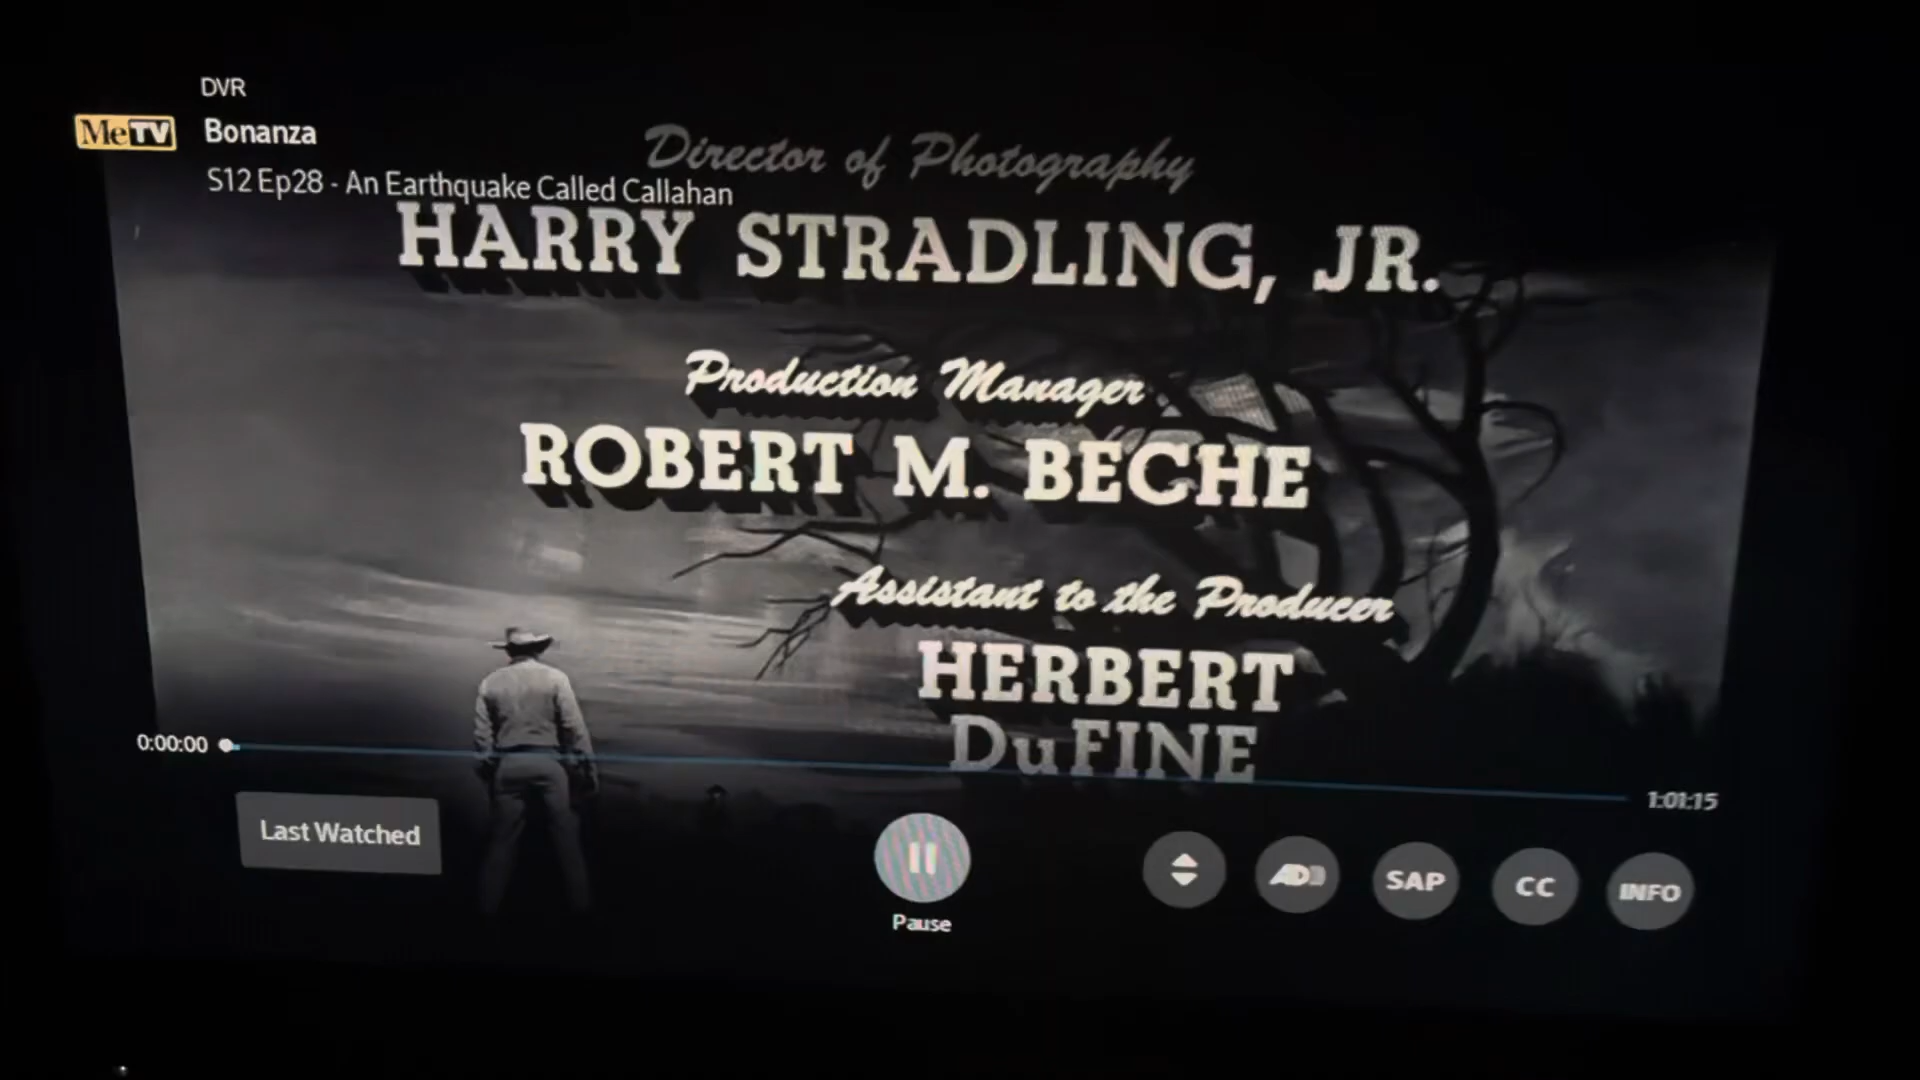 DVR
MeTV
Bonanza
S12 Ep28 - An Earthquake Called Callahan
Director of Photography
HARRY STRADLING, JR.
Production Manager
ROBERT M. BECHE
Assistant to the Producer
HERBERT
DuFINE
0:00:00
1:01:15
Last Watched
Pause
AD
SAP
CC
INFO